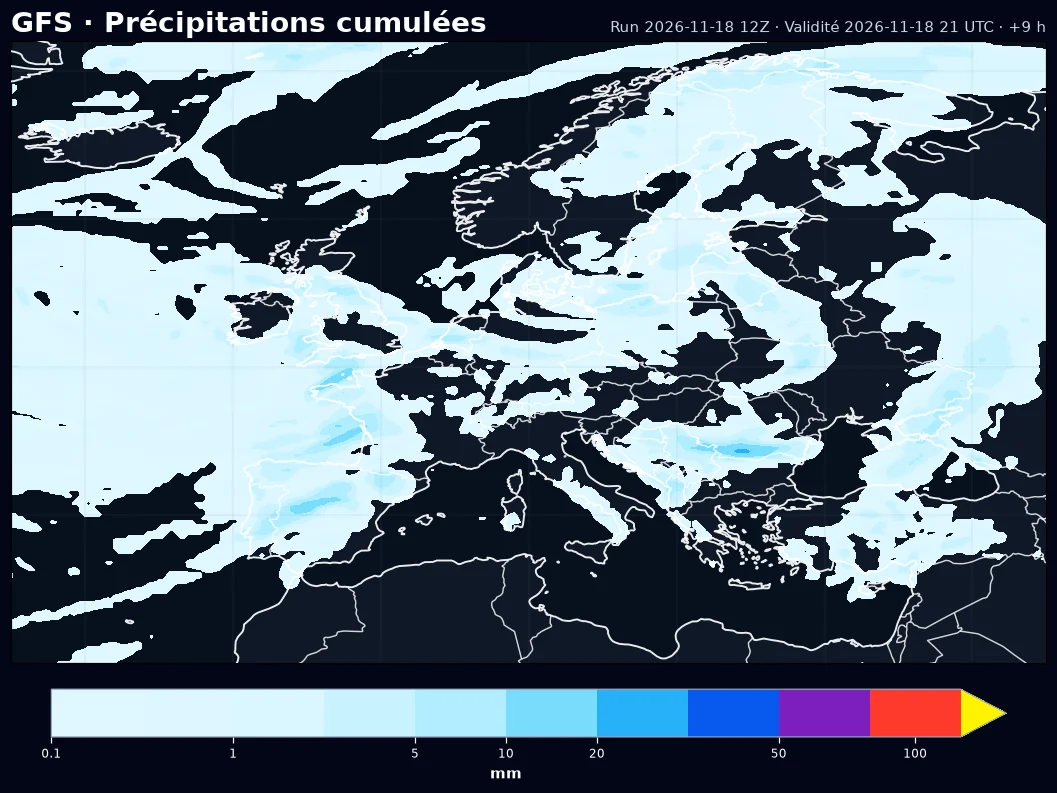 GFS · Précipitations cumulées
Run 2026-11-18 12Z · Validité 2026-11-18 21 UTC · +9 h
0.1 1 5 10 20 50 100
mm